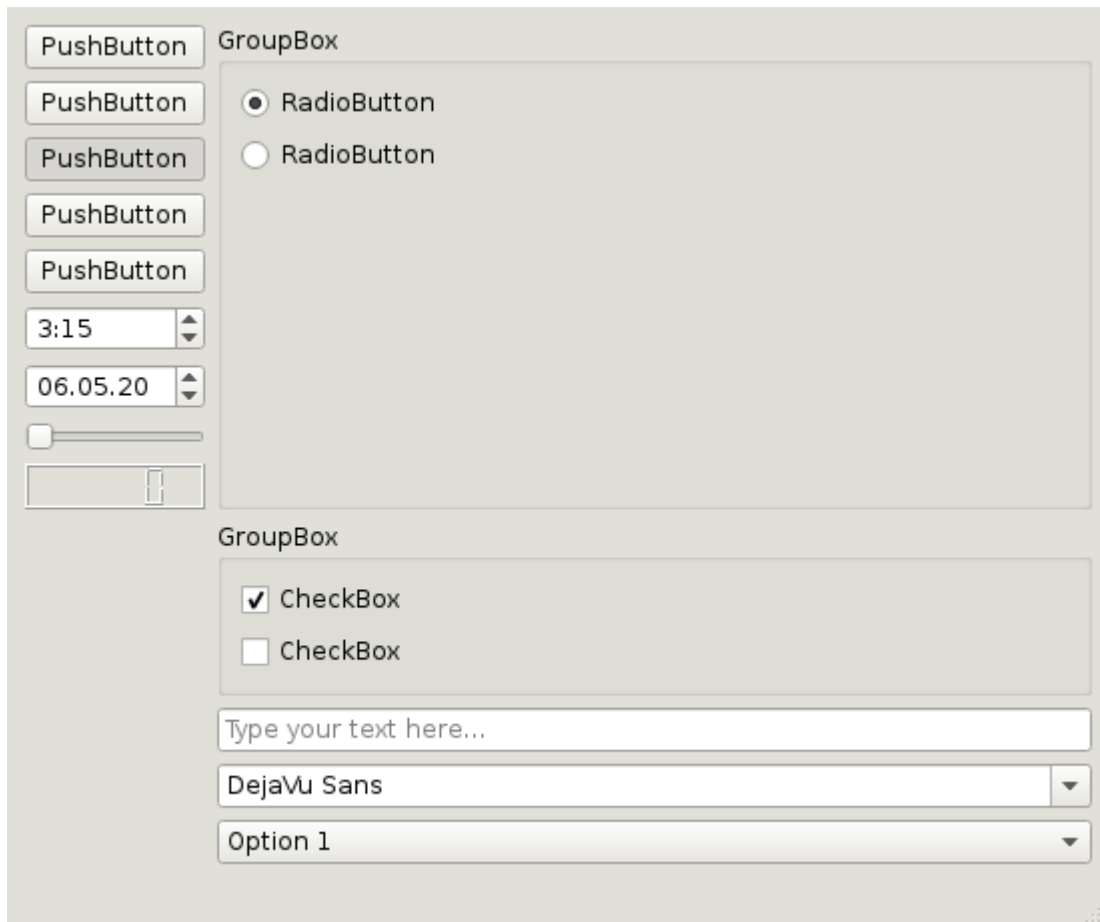 PushButton
PushButton
PushButton
PushButton
PushButton
3:15
06.05.20
GroupBox
RadioButton
RadioButton
GroupBox
CheckBox
CheckBox
Type your text here...
DejaVu Sans
Option 1